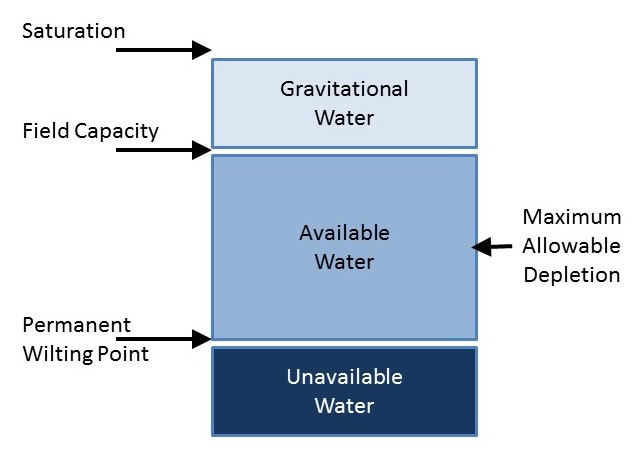 Saturation
Gravitational
Water
Field Capacity
Available
Water
Maximum
Allowable
Depletion
Permanent
Wilting Point
Unavailable
Water